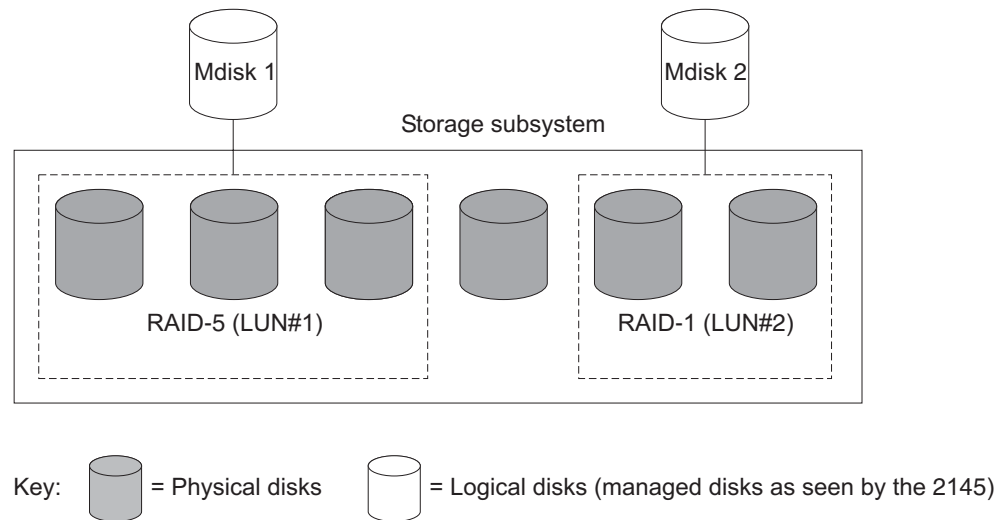 Mdisk 1
Mdisk 2
Storage subsystem
RAID-5 (LUN#1)
RAID-1 (LUN#2)
Key:
= Physical disks
= Logical disks (managed disks as seen by the 2145)